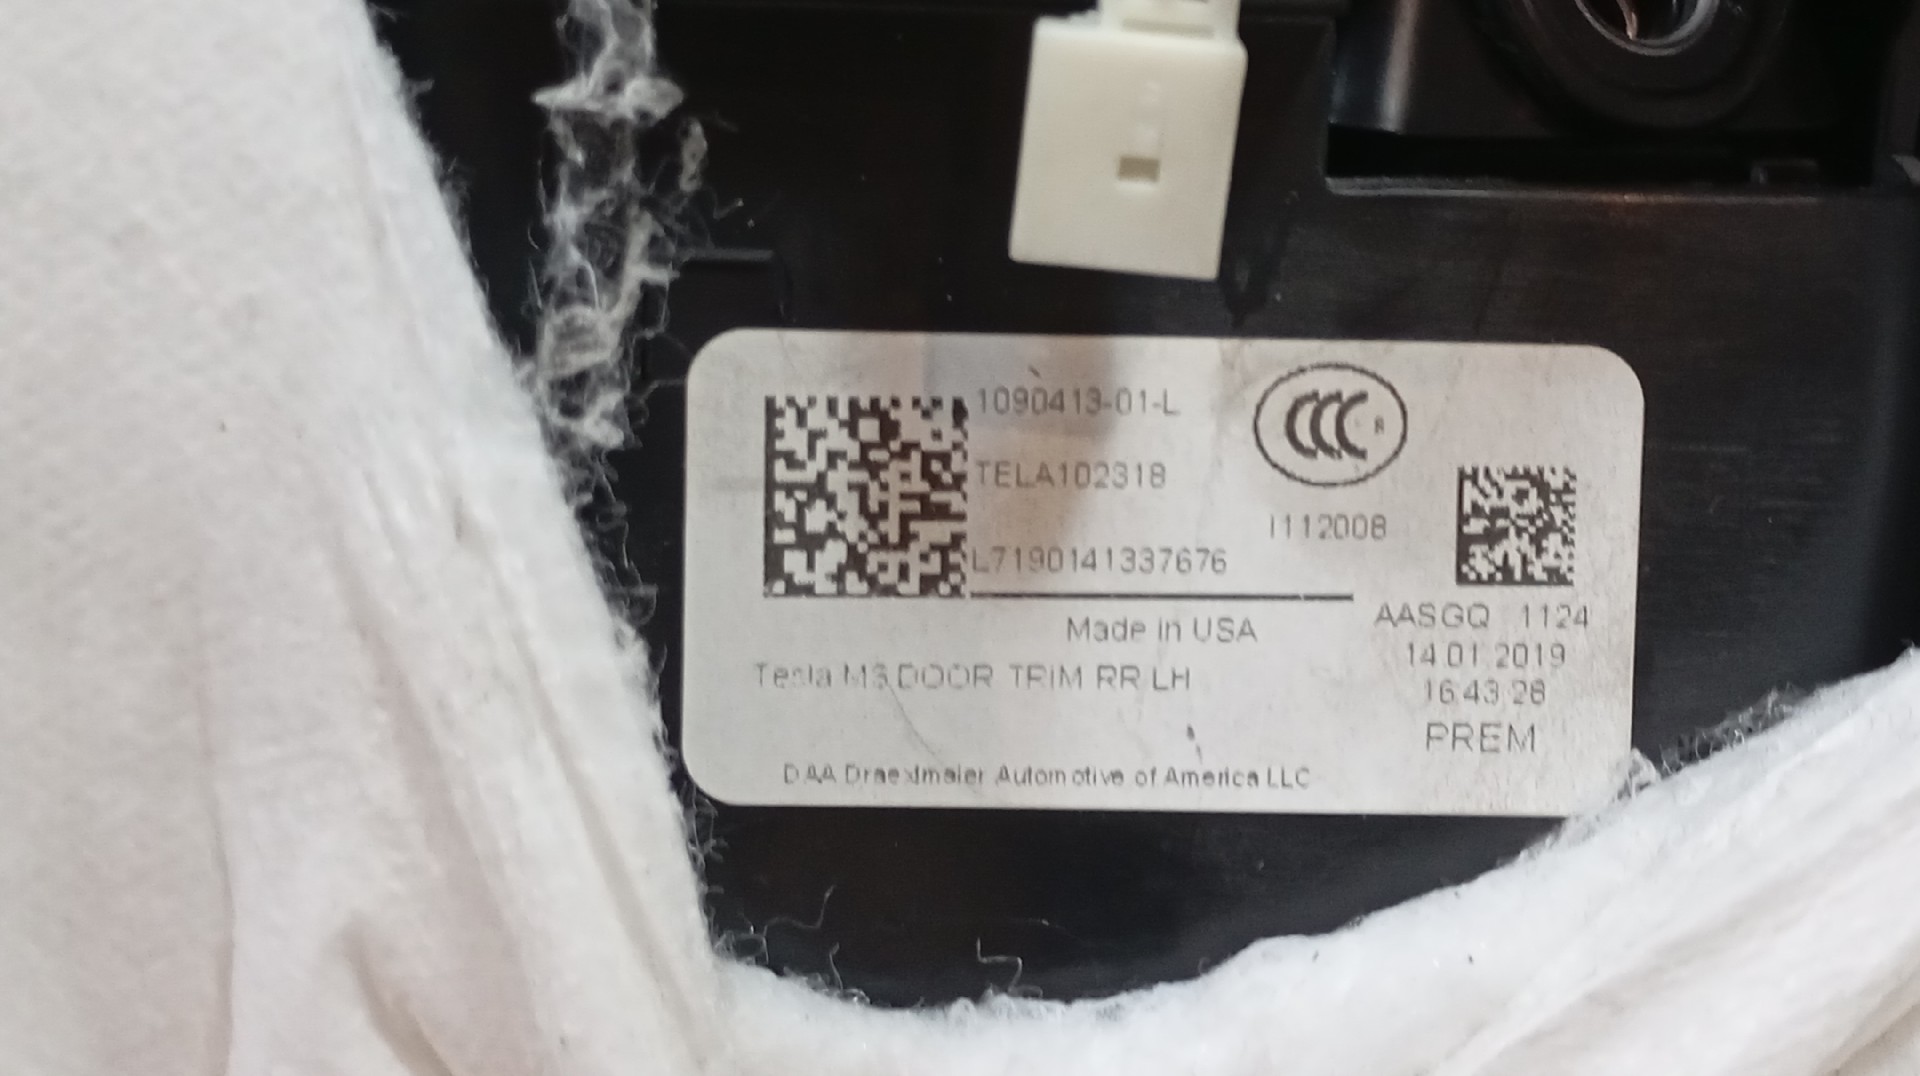 1090413-01-L
CCC R
TELA102318
I112008
L7190141337676
Made in USA
AASGQ 1124
14.01.2019
Tesla M3 DOOR TRIM RR LH
16:43:28
PREM
DAA Draexlmaier Automotive of America LLC